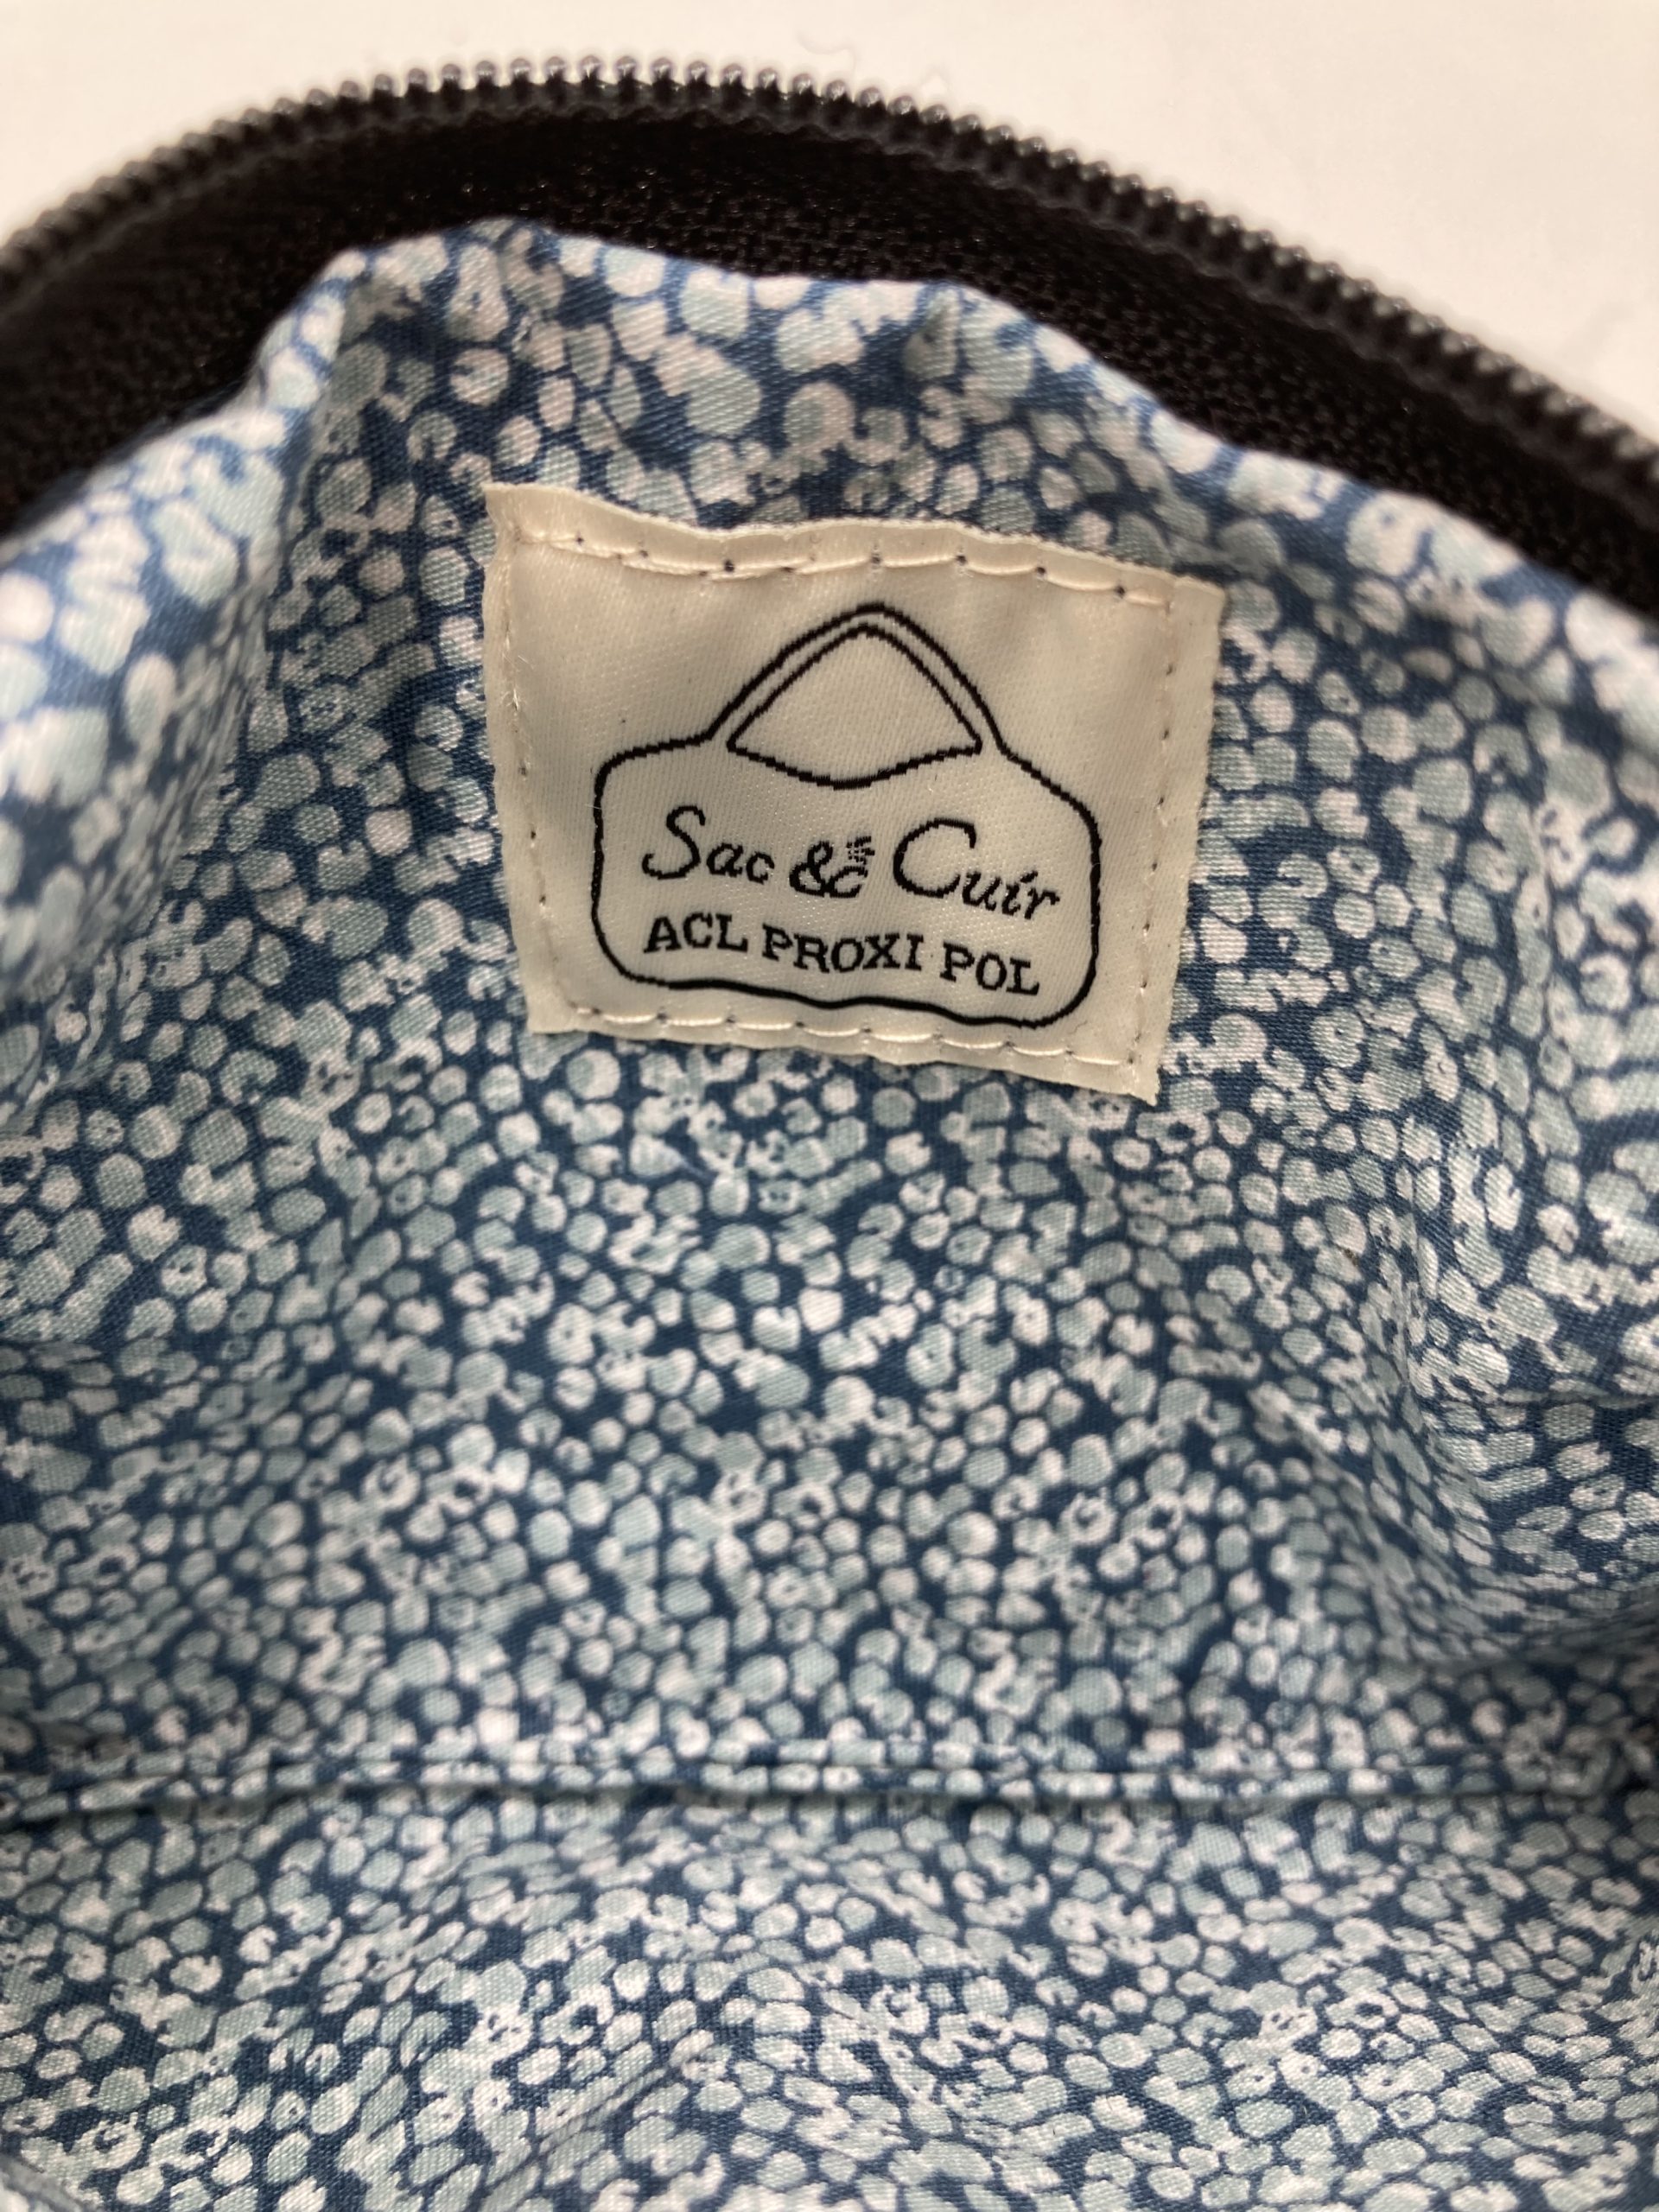 Sac & Cuir
ACL PROXI POL